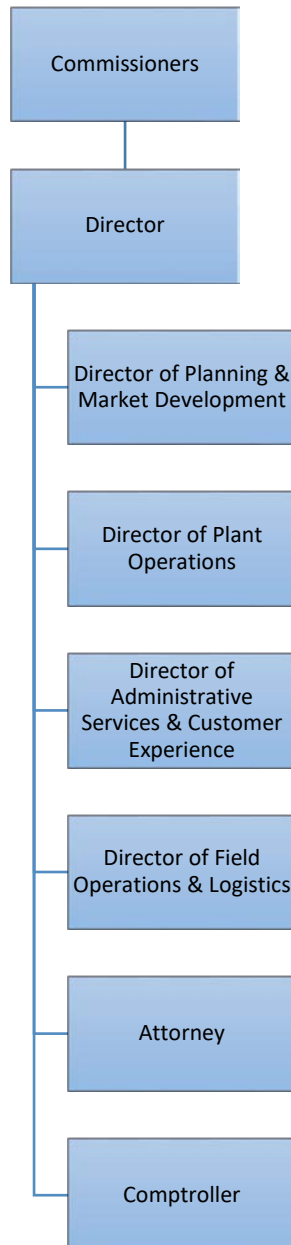 Commissioners
Director
Director of Planning &
Market Development
Director of Plant
Operations
Director of
Administrative
Services & Customer
Experience
Director of Field
Operations & Logistics
Attorney
Comptroller